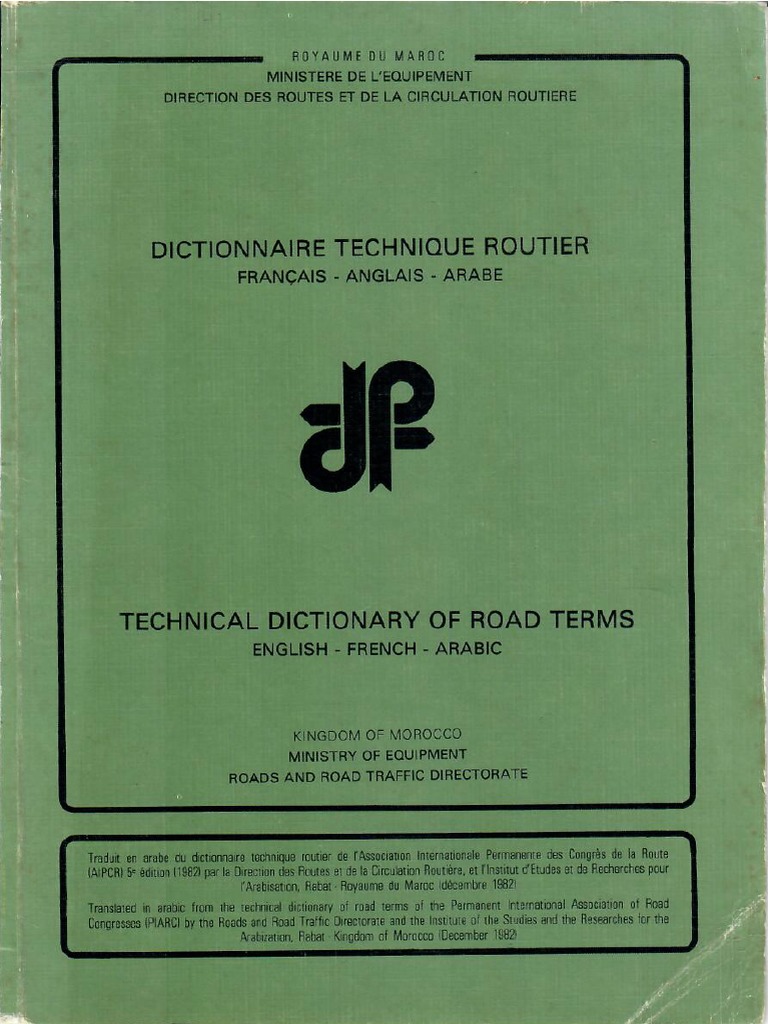 ROYAUME DU MAROC
MINISTERE DE L'EQUIPEMENT
DIRECTION DES ROUTES ET DE LA CIRCULATION ROUTIERE
DICTIONNAIRE TECHNIQUE ROUTIER
FRANÇAIS - ANGLAIS - ARABE
TECHNICAL DICTIONARY OF ROAD TERMS
ENGLISH - FRENCH - ARABIC
KINGDOM OF MOROCCO
MINISTRY OF EQUIPMENT
ROADS AND ROAD TRAFFIC DIRECTORATE
Traduit en arabe du dictionnaire technique routier de l'Association Internationale Permanente des Congrès de la Route
(AIPCR) 5e édition (1982) par la Direction des Routes et de la Circulation Routière, et l'Institut d'Etudes et de Recherches pour
l'Arabisation, Rabat - Royaume du Maroc (décembre 1982)
Translated in arabic from the technical dictionary of road terms of the Permanent International Association of Road
Congresses (PIARC) by the Roads and Road Traffic Directorate and the Institute of the Studies and the Researches for the
Arabization, Rabat - Kingdom of Morocco (December 1982)